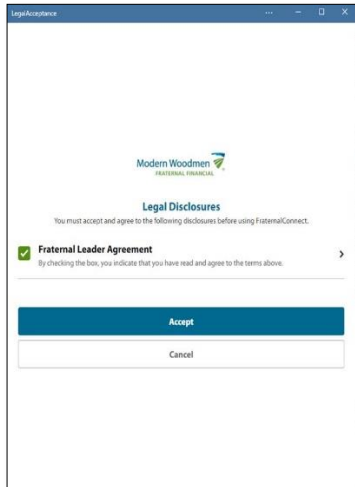 LegalAcceptance
Modern Woodmen
FRATERNAL FINANCIAL
Legal Disclosures
You must accept and agree to the following disclosures before using FraternalConnect.
Fraternal Leader Agreement
By checking the box, you indicate that you have read and agree to the terms above.
Accept
Cancel